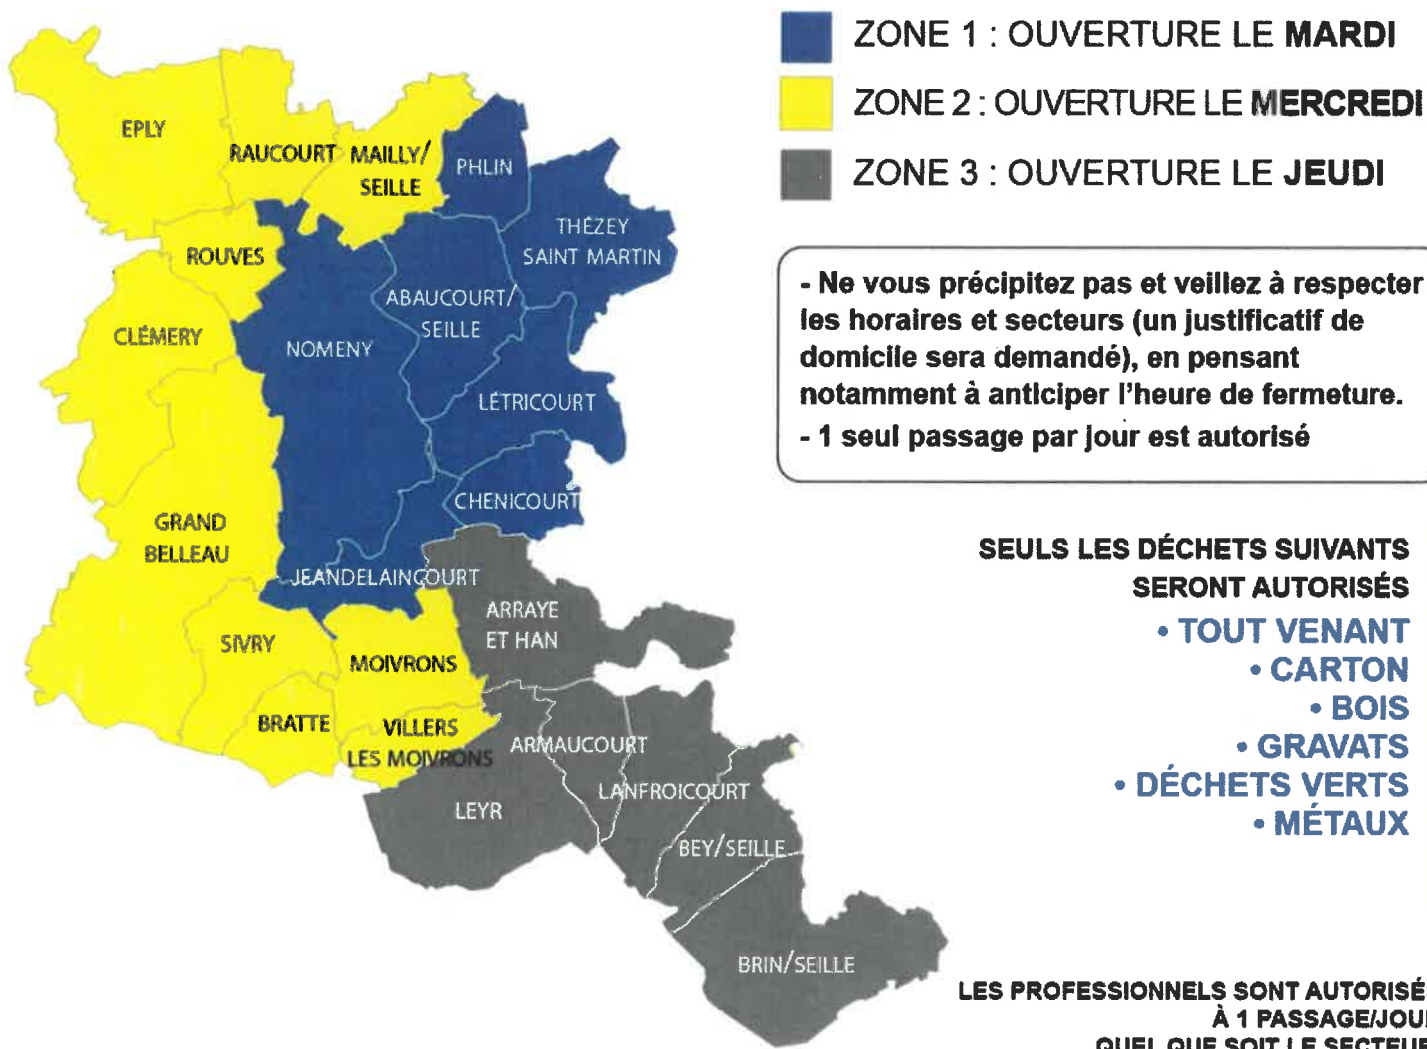 ZONE 1 : OUVERTURE LE MARDI
ZONE 2 : OUVERTURE LE MERCREDI
ZONE 3 : OUVERTURE LE JEUDI
- Ne vous précipitez pas et veillez à respecter
les horaires et secteurs (un justificatif de
domicile sera demandé), en pensant
notamment à anticiper l'heure de fermeture.
- 1 seul passage par jour est autorisé
SEULS LES DÉCHETS SUIVANTS
SERONT AUTORISÉS
• TOUT VENANT
• CARTON
• BOIS
• GRAVATS
• DÉCHETS VERTS
• MÉTAUX
LES PROFESSIONNELS SONT AUTORISÉ
À 1 PASSAGE/JOU
QUEL QUE SOIT LE SECTEUR
EPLY
RAUCOURT
MAILLY/
SEILLE
PHLIN
THÉZEY
SAINT MARTIN
ROUVES
ABAUCOURT/
SEILLE
CLÉMERY
NOMENY
LÉTRICOURT
CHENICOURT
GRAND
BELLEAU
JEANDELAINCOURT
ARRAYE
ET HAN
SIVRY
MOIVRONS
BRATTE
VILLERS
LES MOIVRONS
ARMAUCOURT
LANFROICOURT
LEYR
BEY/SEILLE
BRIN/SEILLE